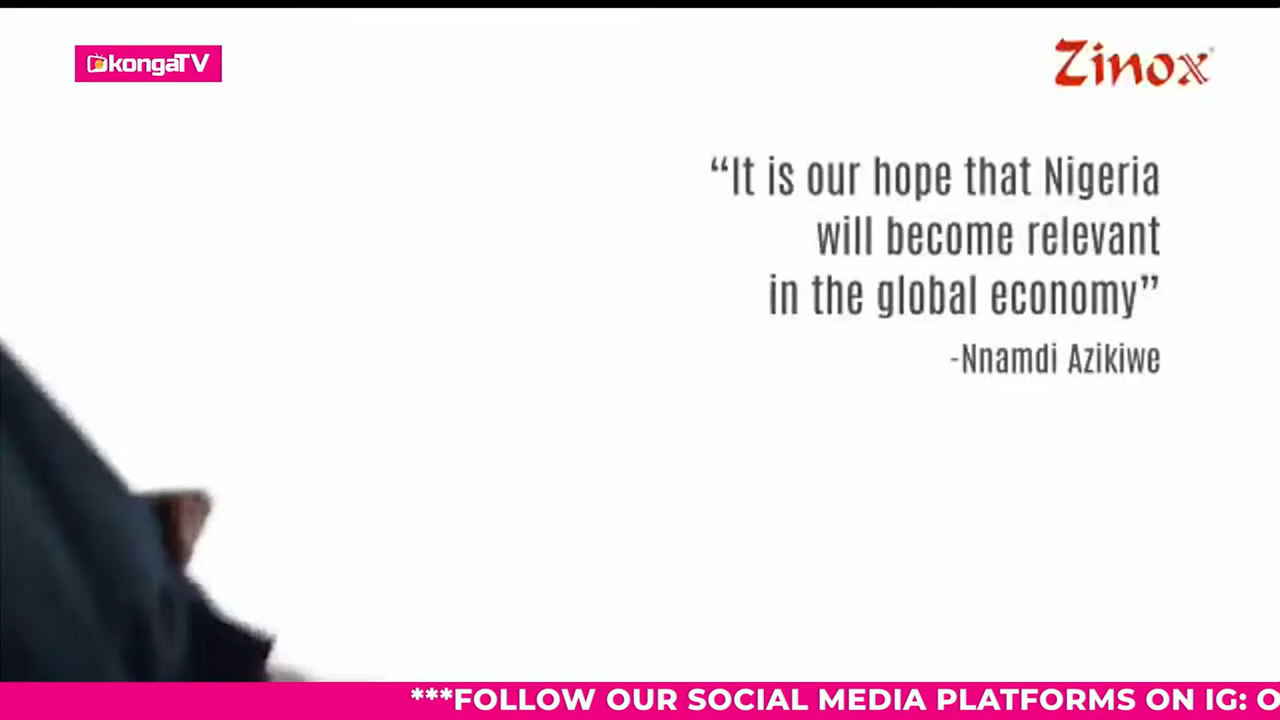 kongaTV
Zinox
“It is our hope that Nigeria
will become relevant
in the global economy”
-Nnamdi Azikiwe
***FOLLOW OUR SOCIAL MEDIA PLATFORMS ON IG: O